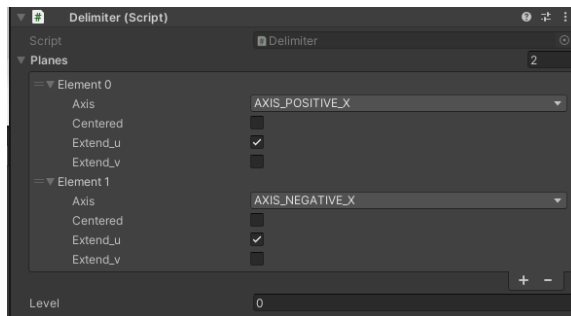 # Delimiter (Script)
Script # Delimiter
Planes 2
Element 0
Axis AXIS_POSITIVE_X
Centered
Extend_u
Extend_v
Element 1
Axis AXIS_NEGATIVE_X
Centered
Extend_u
Extend_v
+ -
Level 0